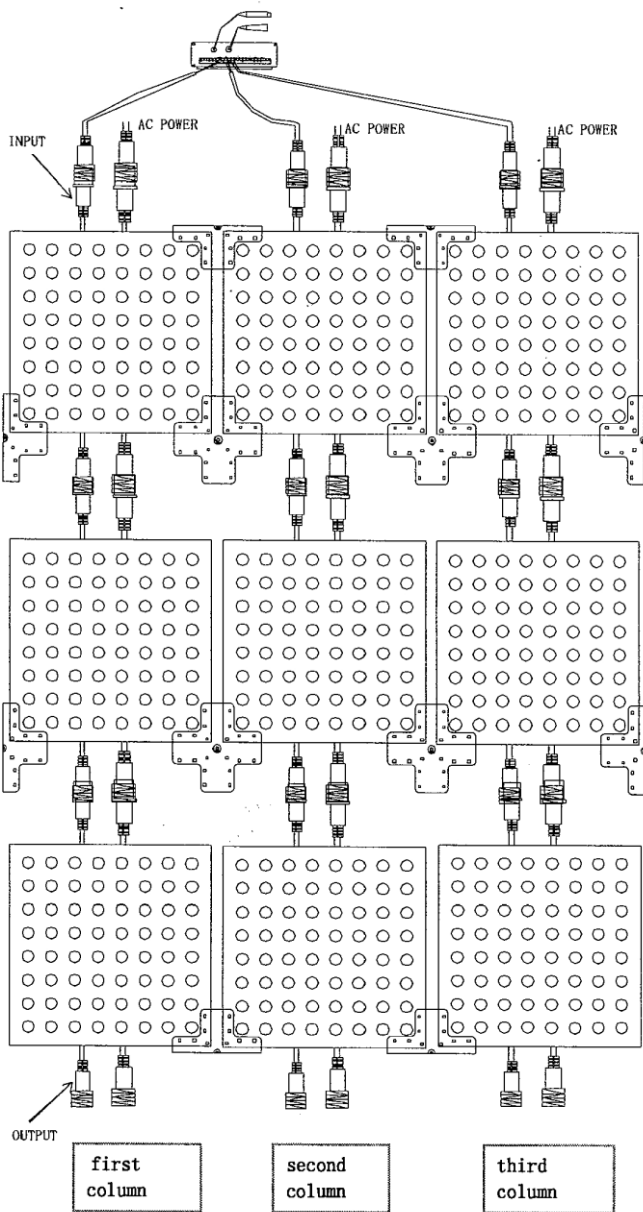 AC POWER
AC POWER
AC POWER
INPUT
OUTPUT
first
column
second
column
third
column